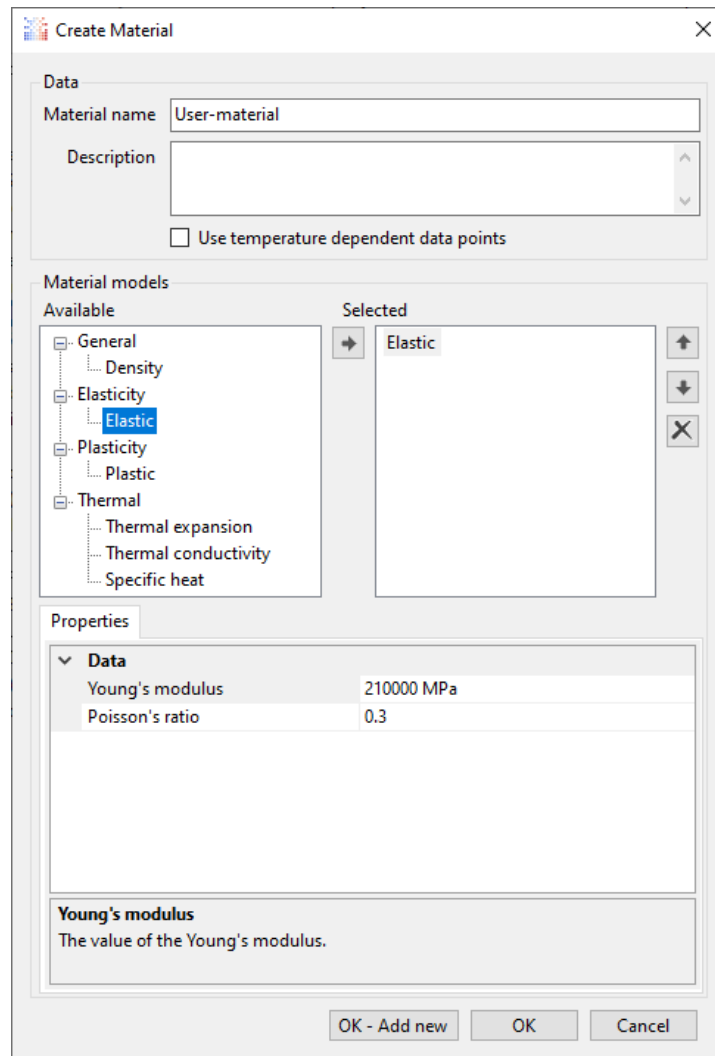 Create Material
Data
Material name User-material
Description
Use temperature dependent data points
Material models
Available Selected
General Elastic
Density
Elasticity
Elastic
Plasticity
Plastic
Thermal
Thermal expansion
Thermal conductivity
Specific heat
Properties
Data
Young's modulus 210000 MPa
Poisson's ratio 0.3
Young's modulus
The value of the Young's modulus.
OK - Add new OK Cancel